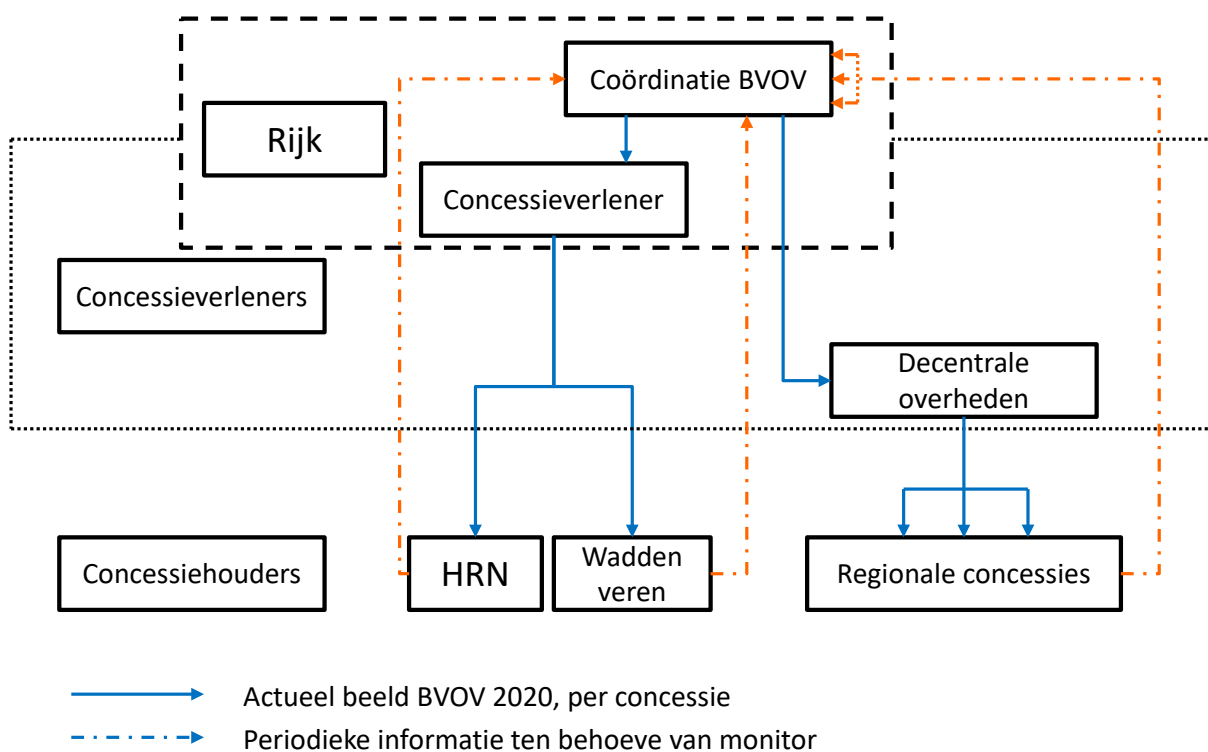 Coördinatie BVOV
Rijk
Concessieverlener
Concessieverleners
Decentrale
overheden
Concessiehouders
HRN
Wadden
veren
Regionale concessies
Actueel beeld BVOV 2020, per concessie
Periodieke informatie ten behoeve van monitor